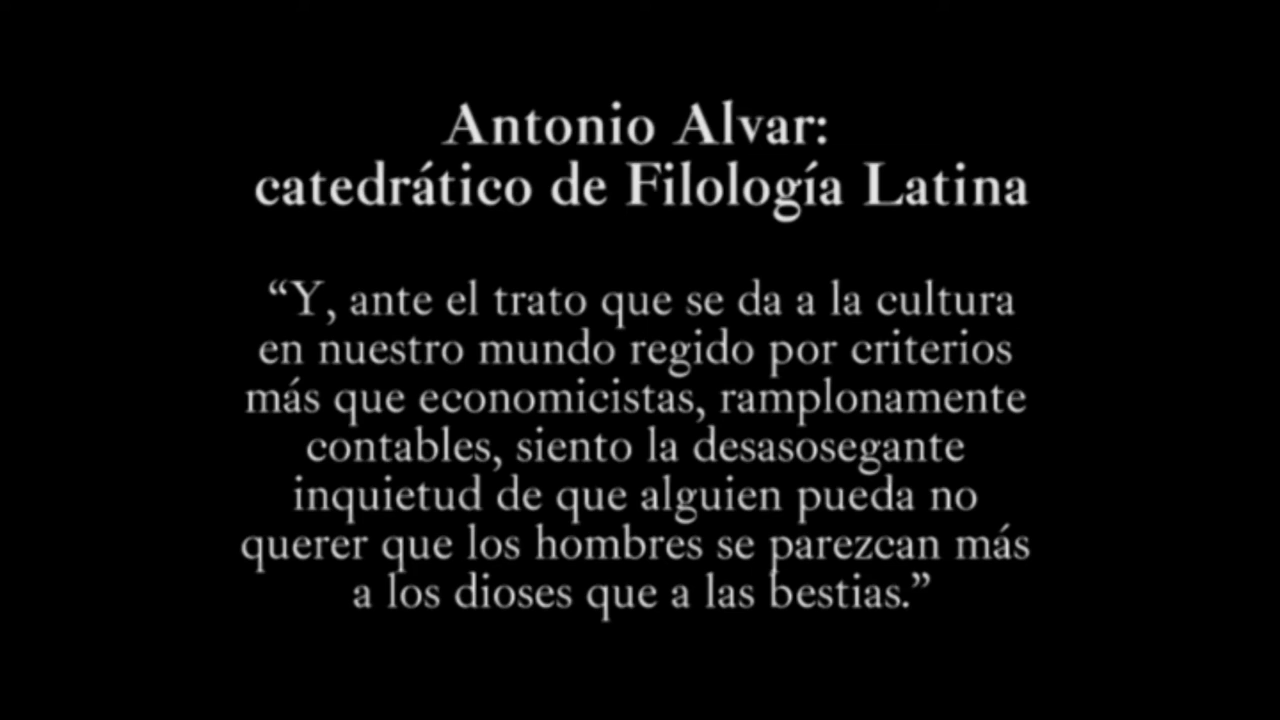 Antonio Alvar:
catedrático de Filología Latina
“Y, ante el trato que se da a la cultura
en nuestro mundo regido por criterios
más que economicistas, ramplonamente
contables, siento la desasosegante
inquietud de que alguien pueda no
querer que los hombres se parezcan más
a los dioses que a las bestias.”